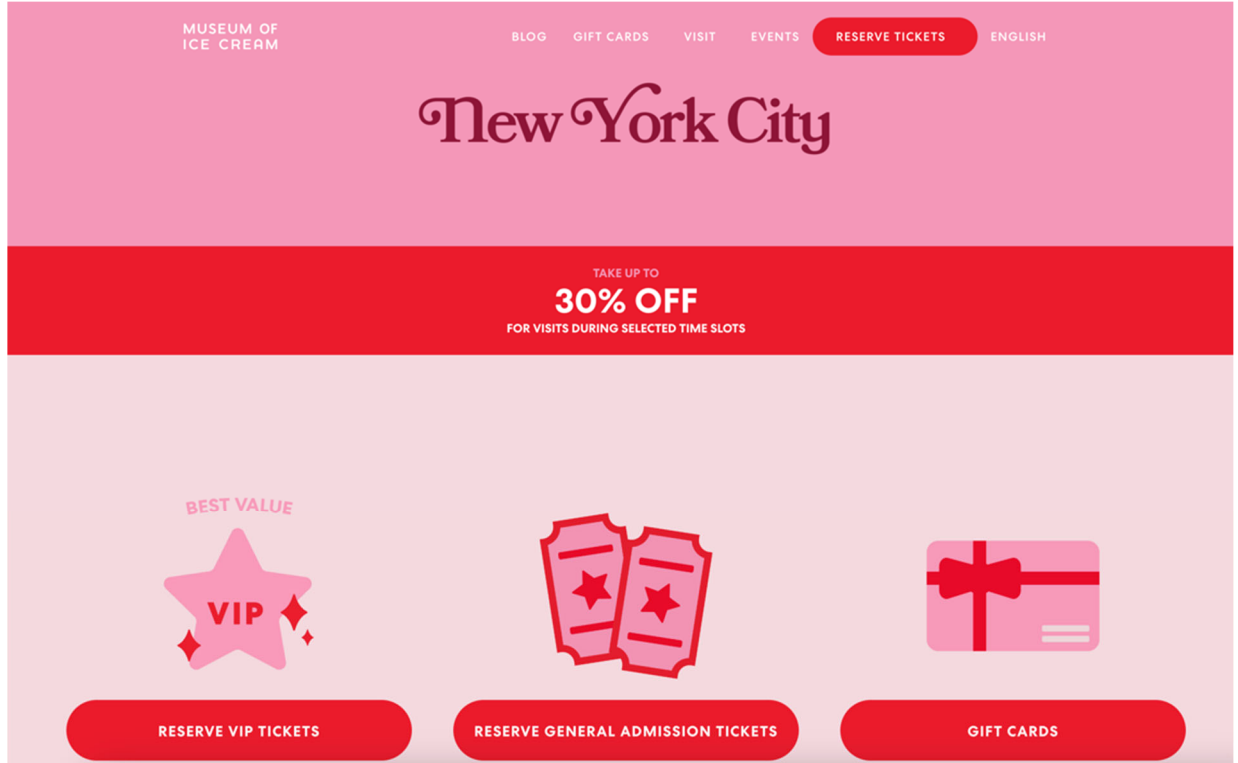 MUSEUM OF
ICE CREAM
BLOG GIFT CARDS VISIT EVENTS RESERVE TICKETS ENGLISH
New York City
TAKE UP TO
30% OFF
FOR VISITS DURING SELECTED TIME SLOTS
BEST VALUE
VIP
RESERVE VIP TICKETS
RESERVE GENERAL ADMISSION TICKETS
GIFT CARDS